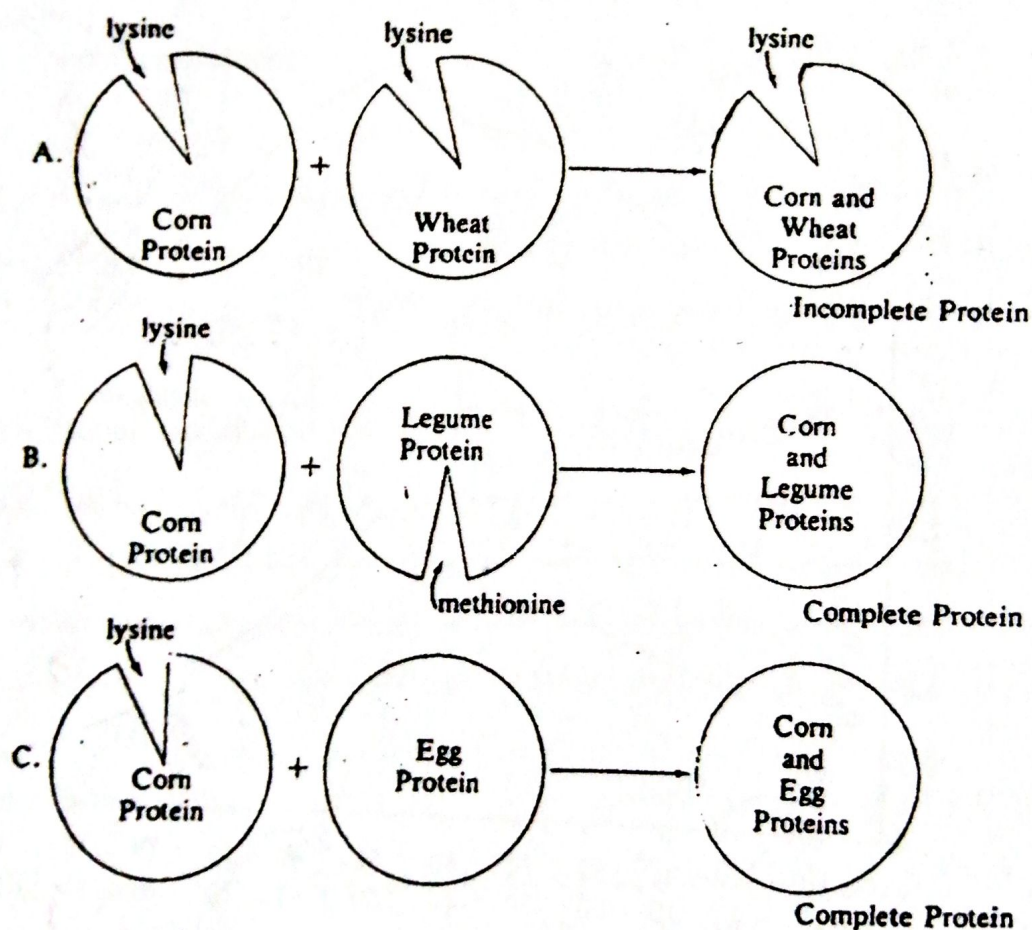 lysine
lysine
lysine
A.
Corn
Protein
+
Wheat
Protein
Corn and
Wheat
Proteins
Incomplete Protein
lysine
B.
Corn
Protein
+
Legume
Protein
methionine
Corn
and
Legume
Proteins
Complete Protein
lysine
C.
Corn
Protein
+
Egg
Protein
Corn
and
Egg
Proteins
Complete Protein